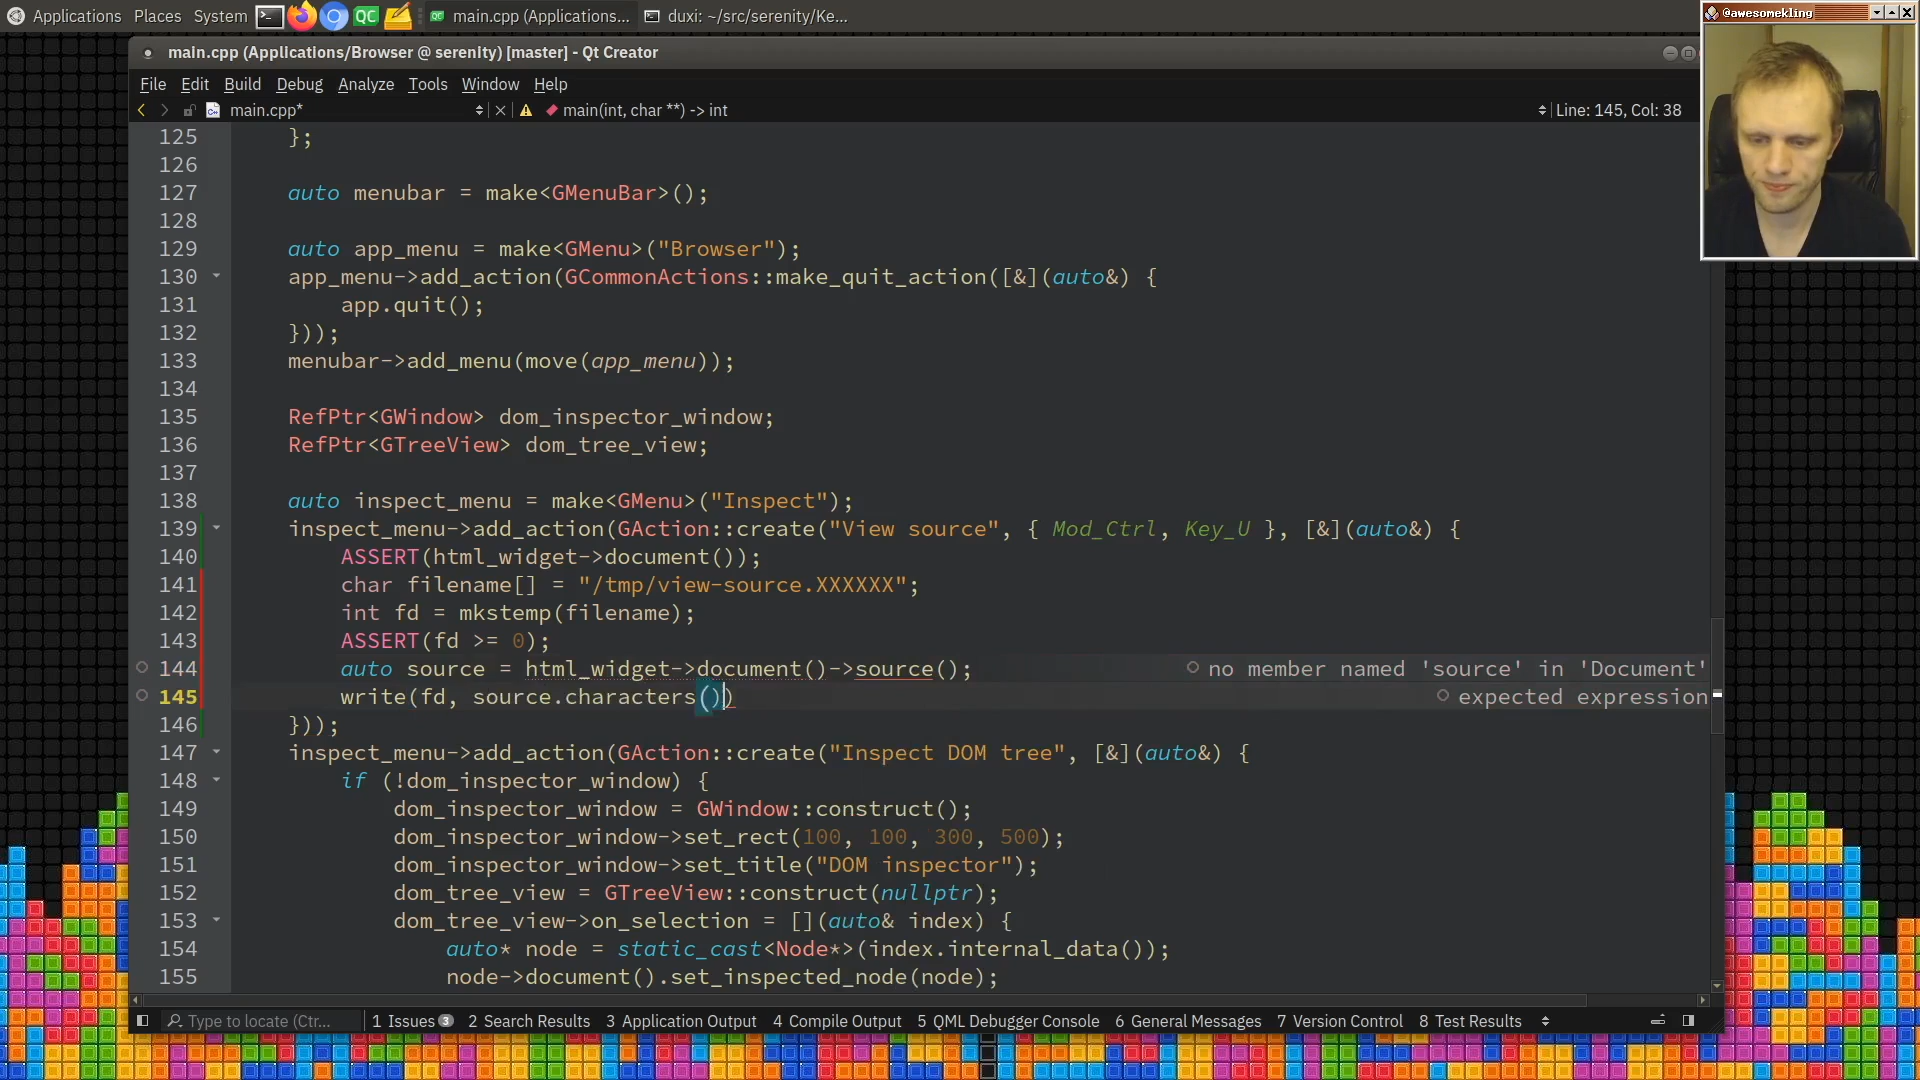 Applications Places System QC main.cpp (Applications... duxi: ~/src/serenity/Ke...
@awesomekling
main.cpp (Applications/Browser @ serenity) [master] - Qt Creator
File Edit Build Debug Analyze Tools Window Help
main.cpp* main(int, char **) -> int Line: 145, Col: 38
125 };
126
127 auto menubar = make<GMenuBar>();
128
129 auto app_menu = make<GMenu>("Browser");
130 app_menu->add_action(GCommonActions::make_quit_action([&](auto&) {
131 app.quit();
132 }));
133 menubar->add_menu(move(app_menu));
134
135 RefPtr<GWindow> dom_inspector_window;
136 RefPtr<GTreeView> dom_tree_view;
137
138 auto inspect_menu = make<GMenu>("Inspect");
139 inspect_menu->add_action(GAction::create("View source", { Mod_Ctrl, Key_U }, [&](auto&) {
140 ASSERT(html_widget->document());
141 char filename[] = "/tmp/view-source.XXXXXX";
142 int fd = mkstemp(filename);
143 ASSERT(fd >= 0);
144 auto source = html_widget->document()->source(); no member named 'source' in 'Document'
145 write(fd, source.characters()) expected expression
146 }));
147 inspect_menu->add_action(GAction::create("Inspect DOM tree", [&](auto&) {
148 if (!dom_inspector_window) {
149 dom_inspector_window = GWindow::construct();
150 dom_inspector_window->set_rect(100, 100, 300, 500);
151 dom_inspector_window->set_title("DOM inspector");
152 dom_tree_view = GTreeView::construct(nullptr);
153 dom_tree_view->on_selection = [](auto& index) {
154 auto* node = static_cast<Node*>(index.internal_data());
155 node->document().set_inspected_node(node);
Type to locate (Ctr... 1 Issues 3 2 Search Results 3 Application Output 4 Compile Output 5 QML Debugger Console 6 General Messages 7 Version Control 8 Test Results